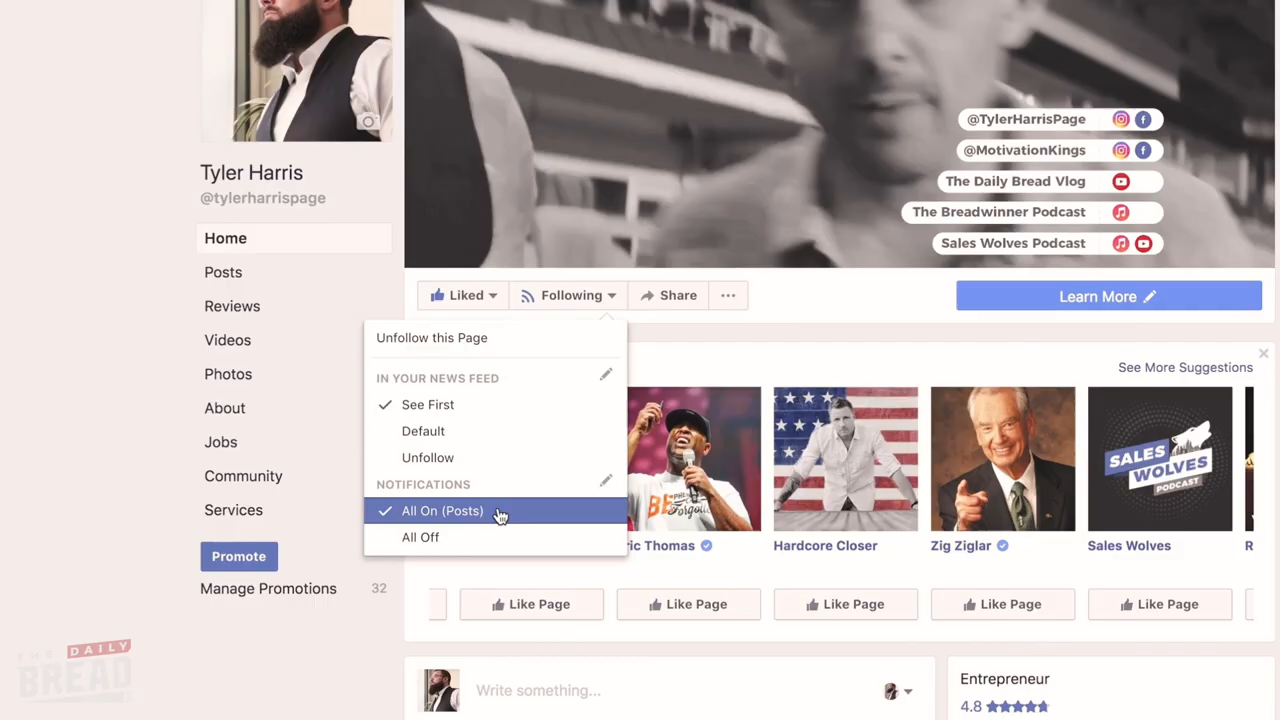 @TylerHarrisPage
@MotivationKings
The Daily Bread Vlog
The Breadwinner Podcast
Sales Wolves Podcast
Tyler Harris
@tylerharrispage
Home
Posts
Reviews
Videos
Photos
About
Jobs
Community
Services
Promote
Manage Promotions 32
Liked Following Share
Learn More
Unfollow this Page
IN YOUR NEWS FEED
See First
Default
Unfollow
NOTIFICATIONS
All On (Posts)
All Off
See More Suggestions
SALES
WOLVES
PODCAST
ric Thomas
Hardcore Closer
Zig Ziglar
Sales Wolves
R
Like Page
Like Page
Like Page
Like Page
Like Page
Write something...
Entrepreneur
4.8
THE DAILY
BREAD